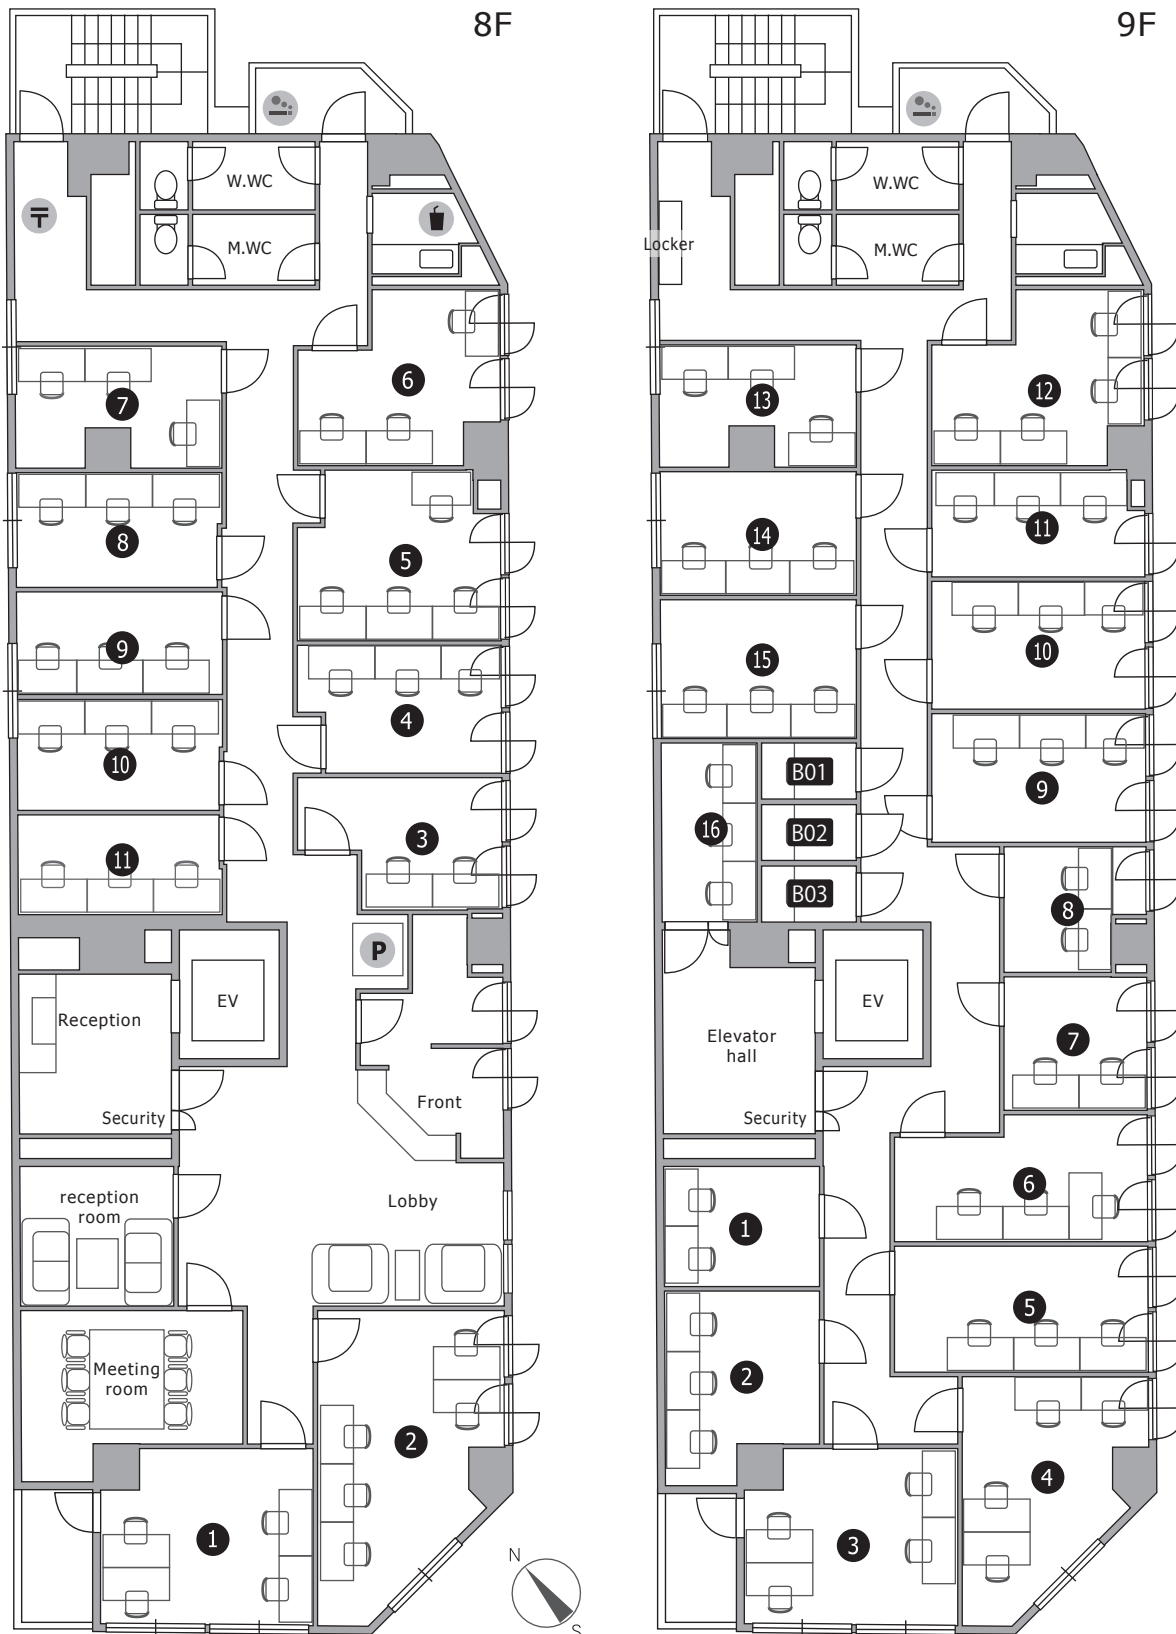 8F
W.WC
M.WC
〒
6
7
8
5
9
4
10
3
11
P
EV
Reception
Front
Security
reception
room
Lobby
Meeting
room
2
1
N
S
9F
W.WC
Locker
M.WC
12
13
11
14
10
15
B01
9
16
B02
B03
8
EV
Elevator
hall
7
Security
6
1
5
2
4
3